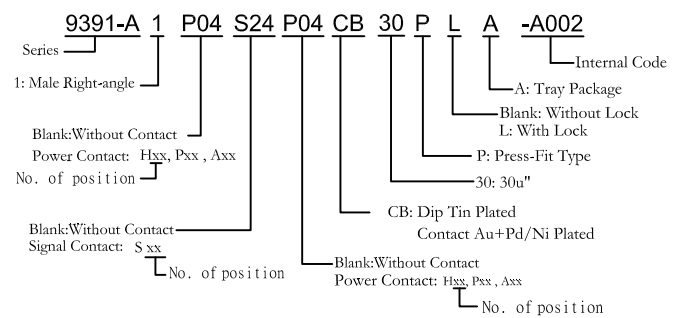 9391-A 1 P04 S24 P04 CB 30 P L A -A002
Series
Internal Code
1: Male Right-angle
A: Tray Package
Blank: Without Lock
L: With Lock
Blank:Without Contact
Power Contact: Hxx, Pxx , Axx
P: Press-Fit Type
No. of position
30: 30u"
CB: Dip Tin Plated
Contact Au+Pd/Ni Plated
Blank:Without Contact
Signal Contact: S xx
No. of position
Blank:Without Contact
Power Contact: Hxx, Pxx , Axx
No. of position